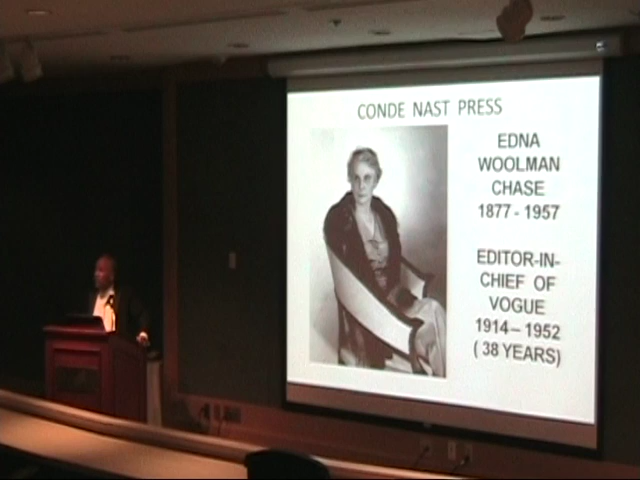 CONDE NAST PRESS
EDNA
WOOLMAN
CHASE
1877 - 1957
EDITOR-IN-
CHIEF OF
VOGUE
1914 – 1952
( 38 YEARS)